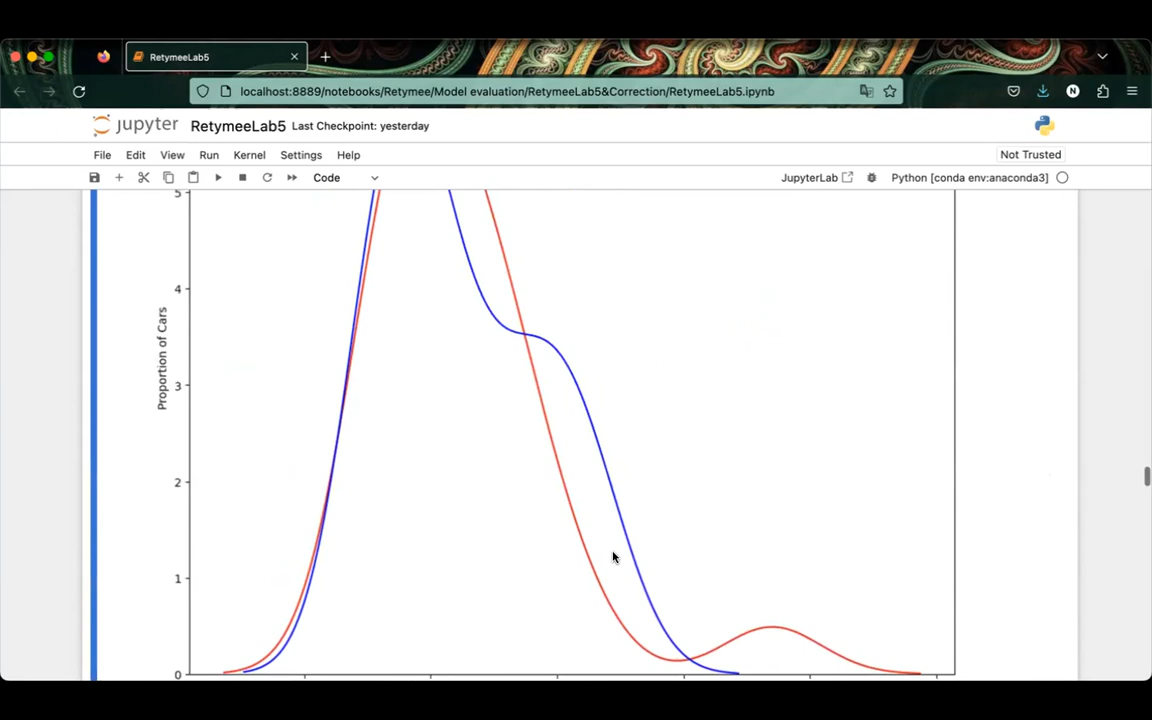 RetymeeLab5
localhost:8889/notebooks/Retymee/Model evaluation/RetymeeLab5&Correction/RetymeeLab5.ipynb
N
jupyter RetymeeLab5 Last Checkpoint: yesterday
File Edit View Run Kernel Settings Help Not Trusted
Code JupyterLab Python [conda env:anaconda3]
5
4
3
2
1
0
Proportion of Cars